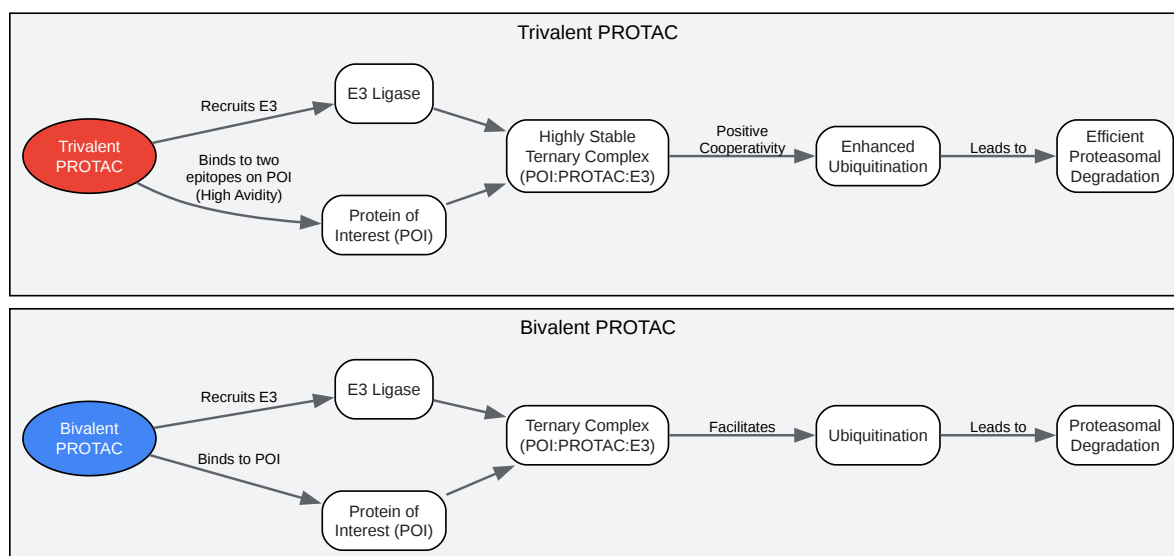 Trivalent PROTAC
Trivalent
PROTAC
Recruits E3
Binds to two
epitopes on POI
(High Avidity)
E3 Ligase
Protein of
Interest (POI)
Highly Stable
Ternary Complex
(POI:PROTAC:E3)
Positive
Cooperativity
Enhanced
Ubiquitination
Leads to
Efficient
Proteasomal
Degradation
Bivalent PROTAC
Bivalent
PROTAC
Recruits E3
Binds to POI
E3 Ligase
Protein of
Interest (POI)
Ternary Complex
(POI:PROTAC:E3)
Facilitates
Ubiquitination
Leads to
Proteasomal
Degradation